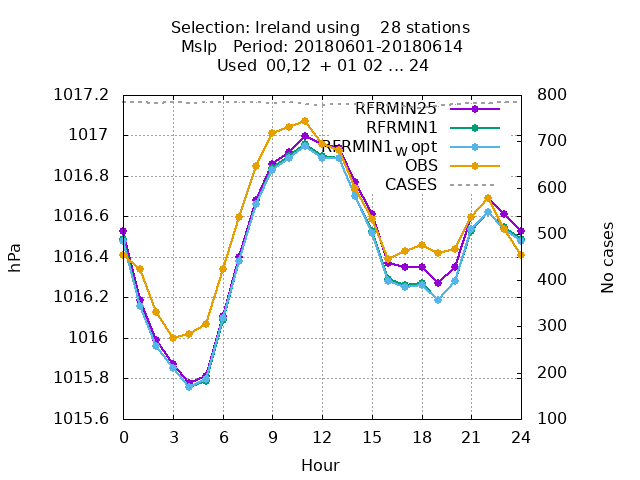 Selection: Ireland using    28 stations
Mslp   Period: 20180601-20180614
Used  00,12  + 01 02 ... 24
1017.2
1017
1016.8
1016.6
1016.4
1016.2
1016
1015.8
1015.6
hPa
800
700
600
500
400
300
200
100
No cases
RFRMIN25
RFRMIN1
RFRMIN1w opt
OBS
CASES
0 3 6 9 12 15 18 21 24
Hour